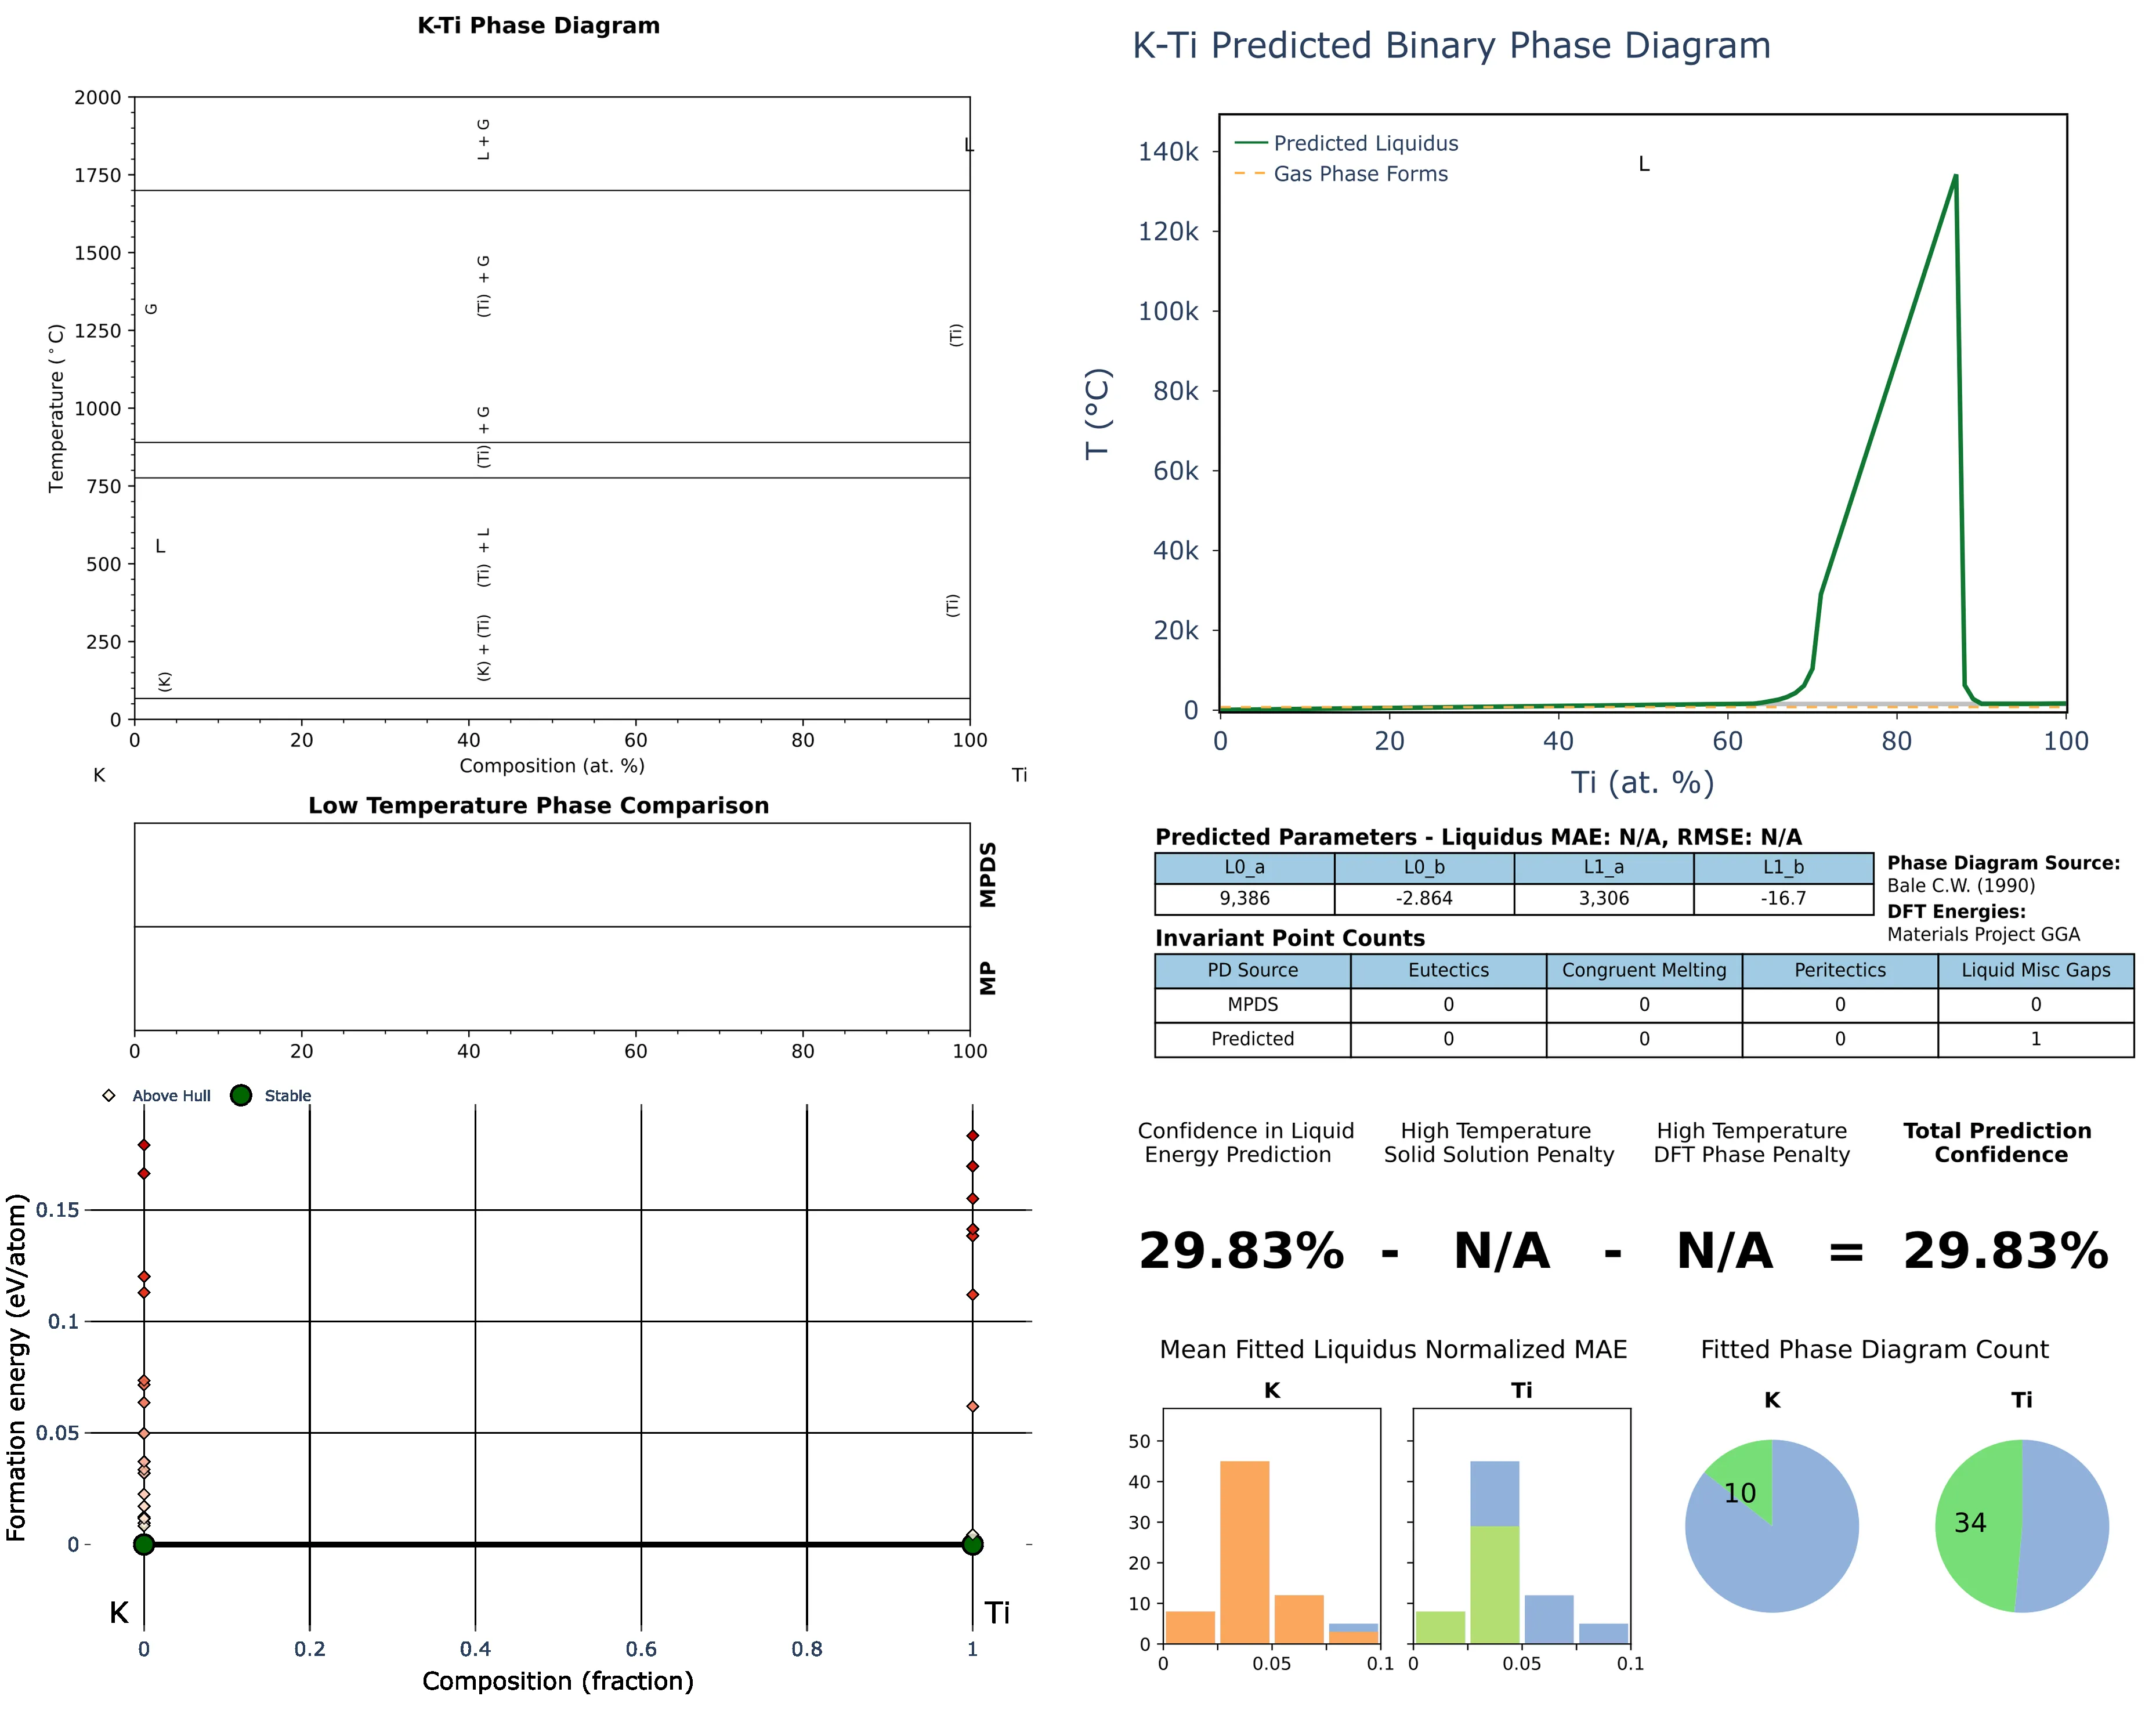 K-Ti Phase Diagram
2000
1750
1500
1250
1000
750
500
250
0
Temperature (°C)
L + G
L
(Ti) + G
G
(Ti)
(Ti) + G
L
(Ti) + L
(Ti)
(K) + (Ti)
(K)
0 20 40 60 80 100
Composition (at. %)
K Ti
Low Temperature Phase Comparison
MPDS
MP
0 20 40 60 80 100
Above Hull Stable
Formation energy (eV/atom)
0.15
0.1
0.05
0
K Ti
0 0.2 0.4 0.6 0.8 1
Composition (fraction)
K-Ti Predicted Binary Phase Diagram
Predicted Liquidus
Gas Phase Forms
L
T (°C)
140k
120k
100k
80k
60k
40k
20k
0
0 20 40 60 80 100
Ti (at. %)
Predicted Parameters - Liquidus MAE: N/A, RMSE: N/A
L0_a L0_b L1_a L1_b
9,386 -2.864 3,306 -16.7
Phase Diagram Source:
Bale C.W. (1990)
DFT Energies:
Materials Project GGA
Invariant Point Counts
PD Source Eutectics Congruent Melting Peritectics Liquid Misc Gaps
MPDS 0 0 0 0
Predicted 0 0 0 1
Confidence in Liquid
Energy Prediction
High Temperature
Solid Solution Penalty
High Temperature
DFT Phase Penalty
Total Prediction
Confidence
29.83% - N/A - N/A = 29.83%
Mean Fitted Liquidus Normalized MAE
K Ti
50
40
30
20
10
0
0 0.05 0.1
0 0.05 0.1
Fitted Phase Diagram Count
K Ti
10
34